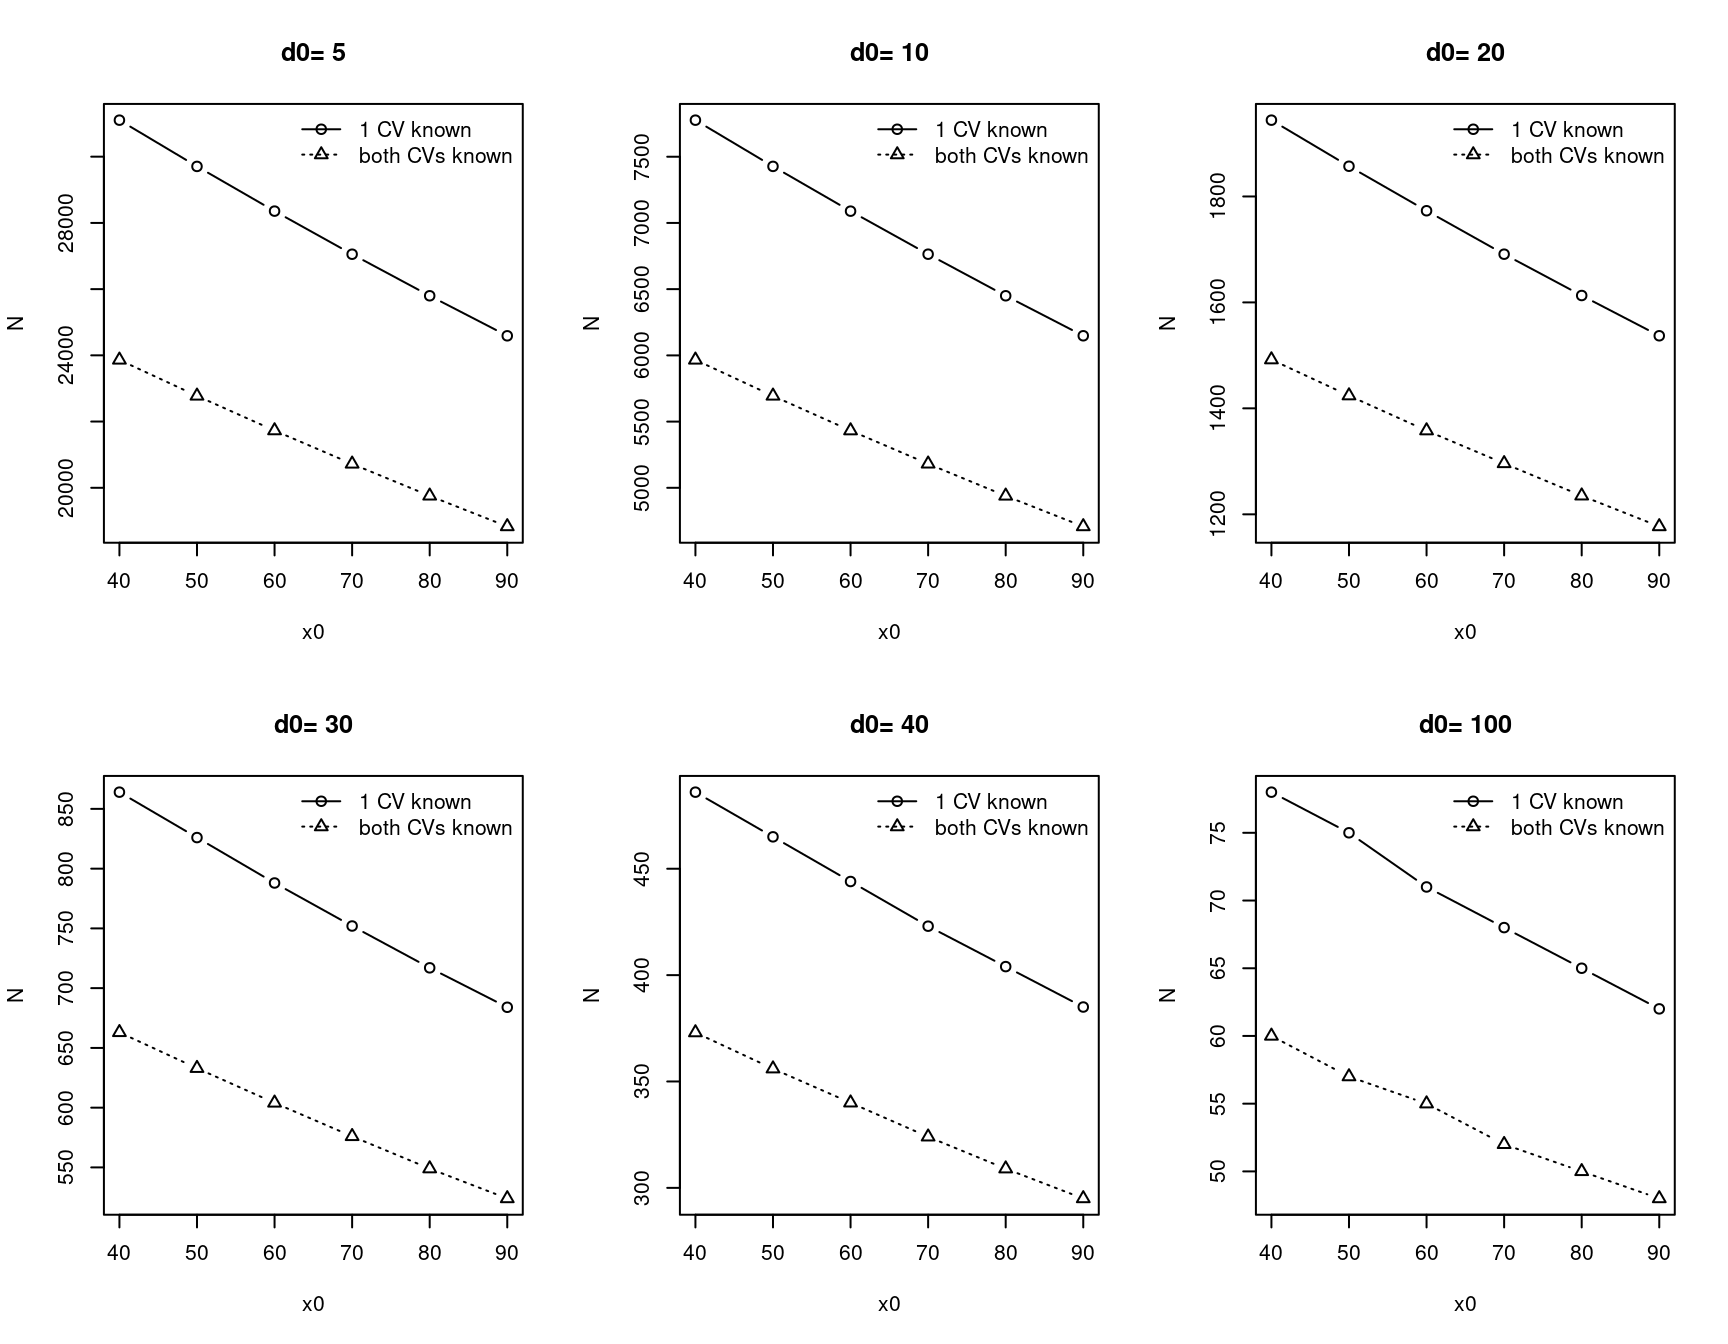 d0= 5
1 CV known
both CVs known
28000
24000
20000
N
40 50 60 70 80 90
x0
d0= 10
1 CV known
both CVs known
7500
7000
6500
6000
5500
5000
N
40 50 60 70 80 90
x0
d0= 20
1 CV known
both CVs known
1800
1600
1400
1200
N
40 50 60 70 80 90
x0
d0= 30
1 CV known
both CVs known
850
800
750
700
650
600
550
N
40 50 60 70 80 90
x0
d0= 40
1 CV known
both CVs known
450
400
350
300
N
40 50 60 70 80 90
x0
d0= 100
1 CV known
both CVs known
75
70
65
60
55
50
N
40 50 60 70 80 90
x0